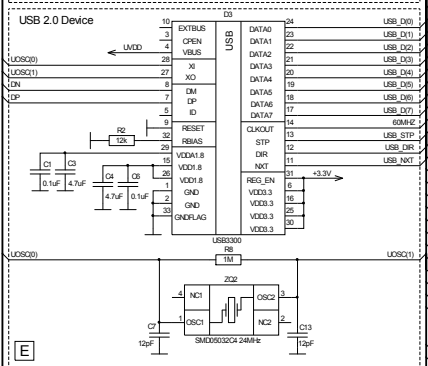 D3
USB 2.0 Device
10 EXTBUS USB DATA0 24 USB_D(0)
3 CPEN DATA1 23 USB_D(1)
UVDD 4 VBUS DATA2 22 USB_D(2)
UOSC(0) 28 XI DATA3 21 USB_D(3)
UOSC(1) 27 XO DATA4 20 USB_D(4)
DN 8 DM DATA5 19 USB_D(5)
DP 7 DP DATA6 18 USB_D(6)
5 ID DATA7 17 USB_D(7)
9 RESET CLKOUT 14 60MHZ
R2 12k 32 RBIAS STP 13 USB_STP
29 VDDA1.8 DIR 12 USB_DIR
C1 C3 15 VDD1.8 NXT 11 USB_NXT
0.1uF 4.7uF C4 C6 26 VDD1.8 REG_EN 31 +3.3V
4.7uF 0.1uF 1 GND VDD3.3 6
2 GND VDD3.3 16
33 GNDFLAG VDD3.3 25
VDD3.3 30
USB3300
UOSC(0) R8 UOSC(1)
1M
ZQ2
4 NC1 OSC2 3
C7 1 OSC1 NC2 2 C13
12pF SMD05032C4 24MHz 12pF
E